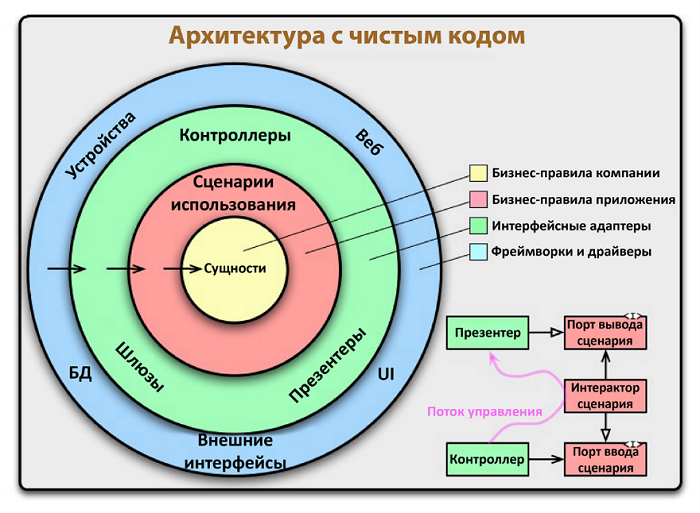 Архитектура с чистым кодом
Устройства
Веб
Контроллеры
Сценарии
использования
Сущности
БД
Шлюзы
Презентеры
UI
Внешние
интерфейсы
Бизнес-правила компании
Бизнес-правила приложения
Интерфейсные адаптеры
Фреймворки и драйверы
Презентер
Порт вывода
сценария
<I>
Интерактор
сценария
Поток управления
Контроллер
Порт ввода
сценария
<I>